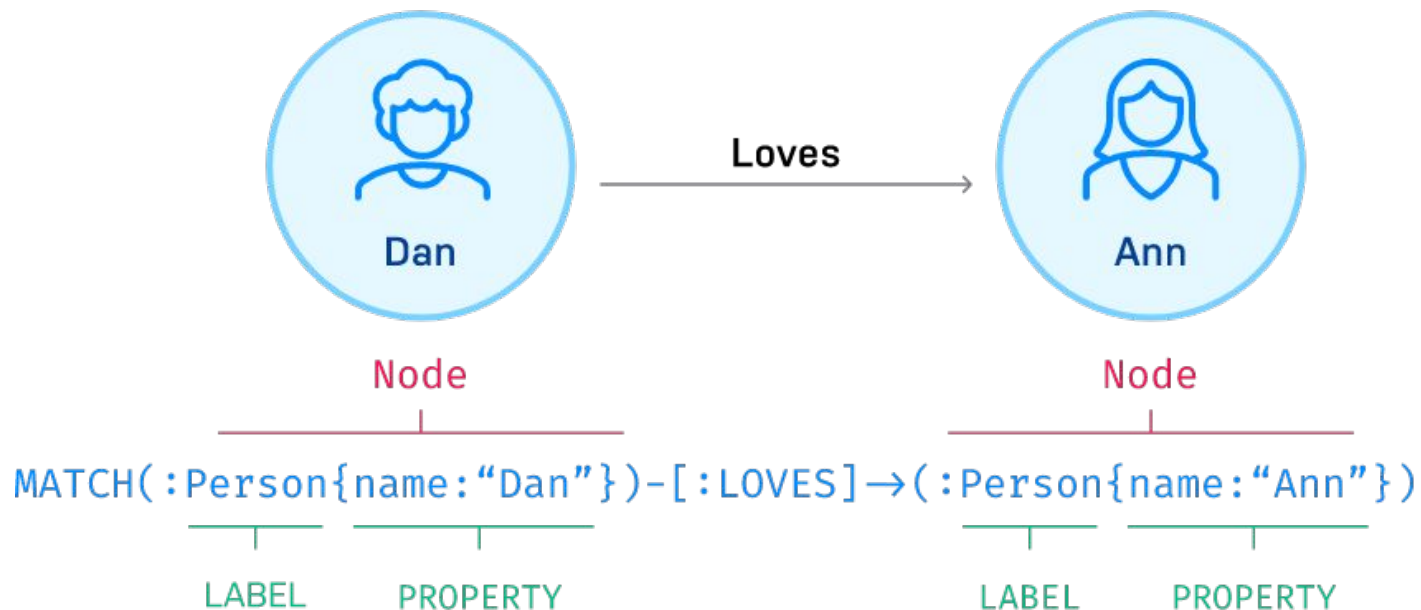 Loves
Dan Ann
Node Node
MATCH(:Person{name:“Dan”})-[:LOVES]→(:Person{name:“Ann”})
LABEL PROPERTY LABEL PROPERTY